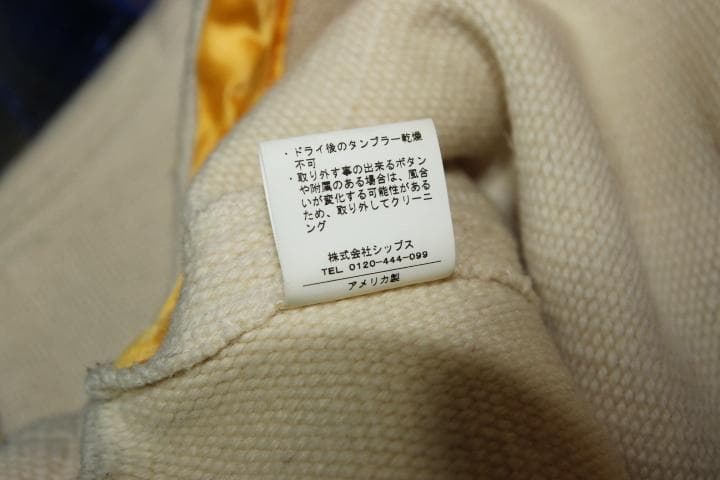 ・ドライ後のタンブラー乾燥
不可
・取り外す事の出来るボタン
や附属のある場合は、風合
いが変化する可能性がある
ため、取り外してクリーニ
ング
株式会社シップス
TEL 0120-444-099
アメリカ製